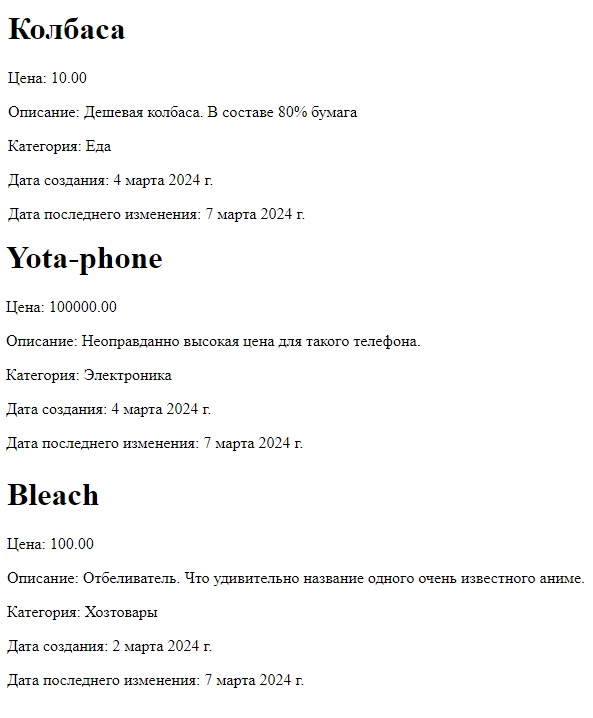 Колбаса
Цена: 10.00
Описание: Дешевая колбаса. В составе 80% бумага
Категория: Еда
Дата создания: 4 марта 2024 г.
Дата последнего изменения: 7 марта 2024 г.
Yota-phone
Цена: 100000.00
Описание: Неоправданно высокая цена для такого телефона.
Категория: Электроника
Дата создания: 4 марта 2024 г.
Дата последнего изменения: 7 марта 2024 г.
Bleach
Цена: 100.00
Описание: Отбеливатель. Что удивительно название одного очень известного аниме.
Категория: Хозтовары
Дата создания: 2 марта 2024 г.
Дата последнего изменения: 7 марта 2024 г.